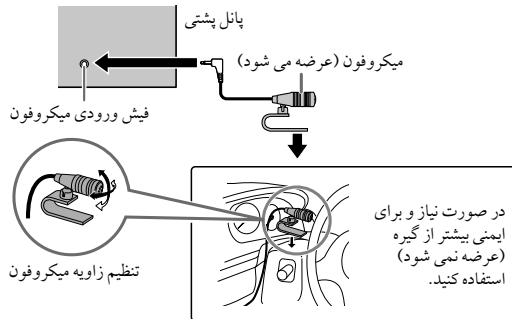 پانل پشتی
میکروفون (عرضه می شود)
فیش ورودی میکروفون
در صورت نیاز و برای
ایمنی بیشتر از گیره
(عرضه نمی شود)
استفاده کنید.
تنظیم زاویه میکروفون